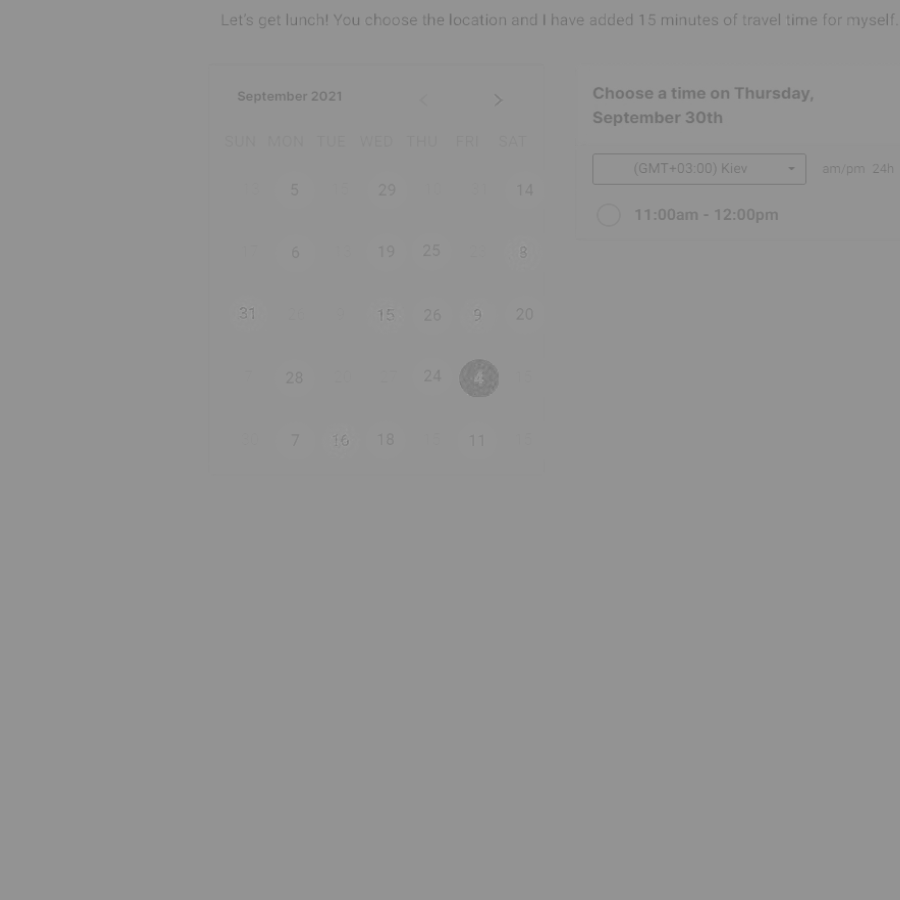 Let's get lunch! You choose the location and I have added 15 minutes of travel time for myself.
September 2021
SUN MON TUE WED THU FRI SAT
5 29 14
6 19 25 8
31 15 26 9 20
28 24 4
7 16 18 11
Choose a time on Thursday,
September 30th
(GMT+03:00) Kiev am/pm 24h
11:00am - 12:00pm